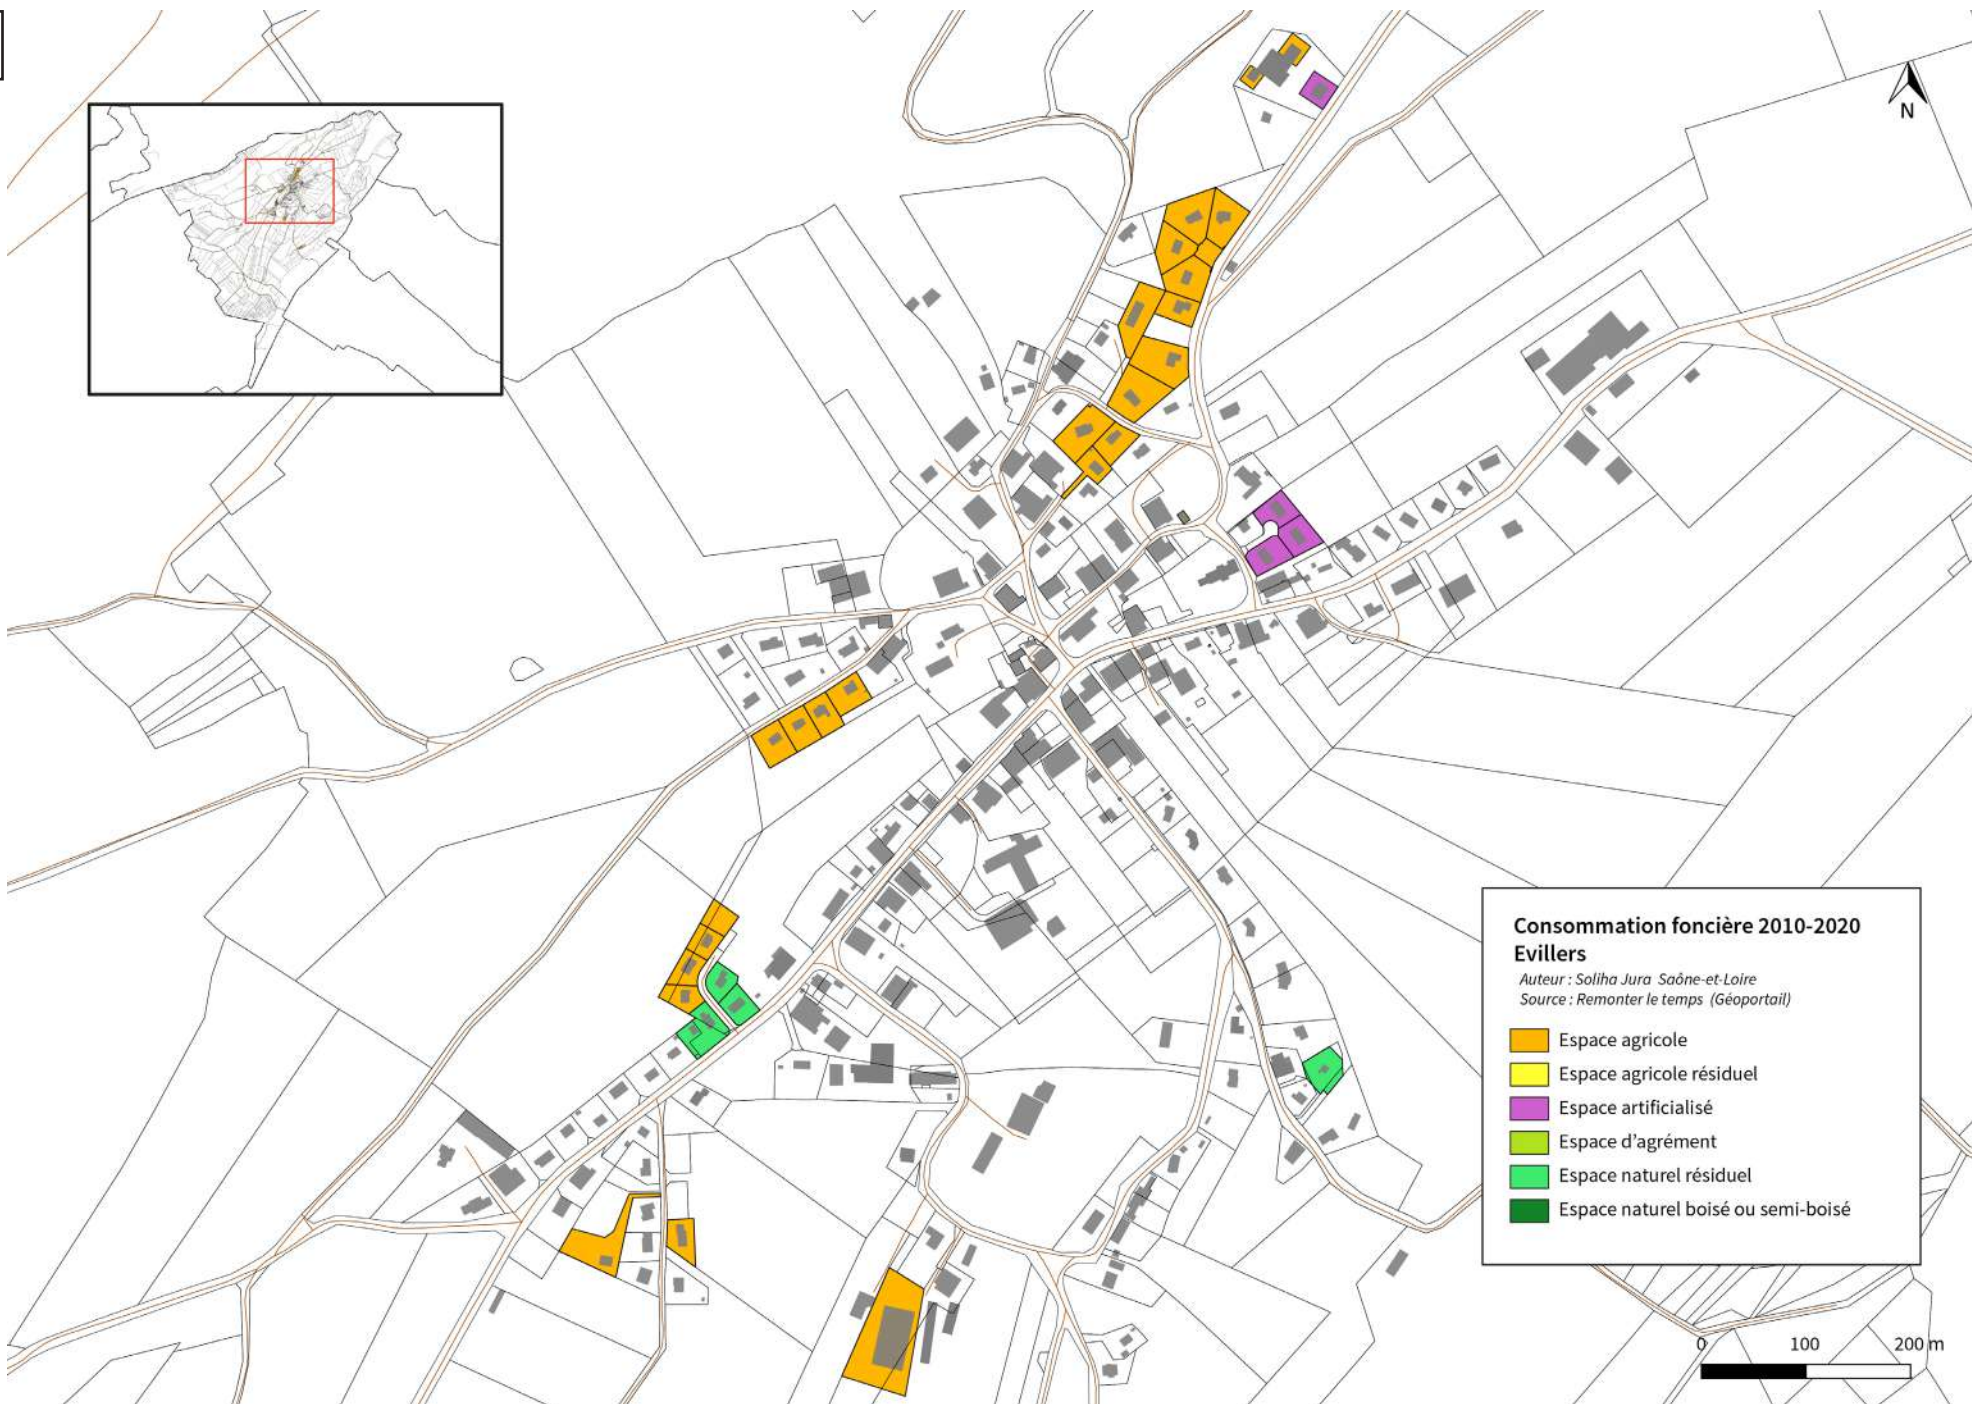 N
Consommation foncière 2010-2020
Evillers
Auteur : Soliha Jura Saône-et-Loire
Source : Remonter le temps (Géoportail)
Espace agricole
Espace agricole résiduel
Espace artificialisé
Espace d'agrément
Espace naturel résiduel
Espace naturel boisé ou semi-boisé
0 100 200 m